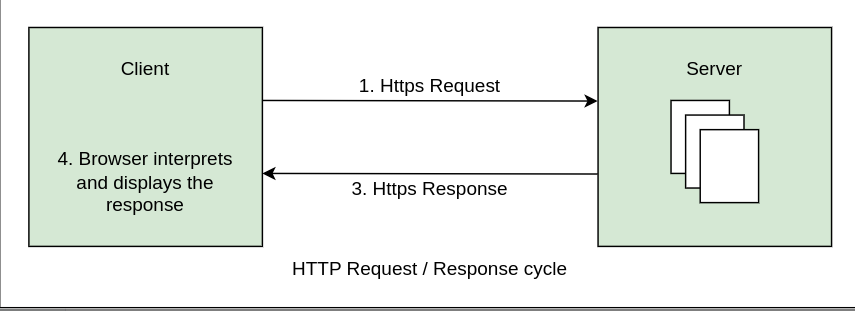 Client
Server
1. Https Request
4. Browser interprets
and displays the
response
3. Https Response
HTTP Request / Response cycle